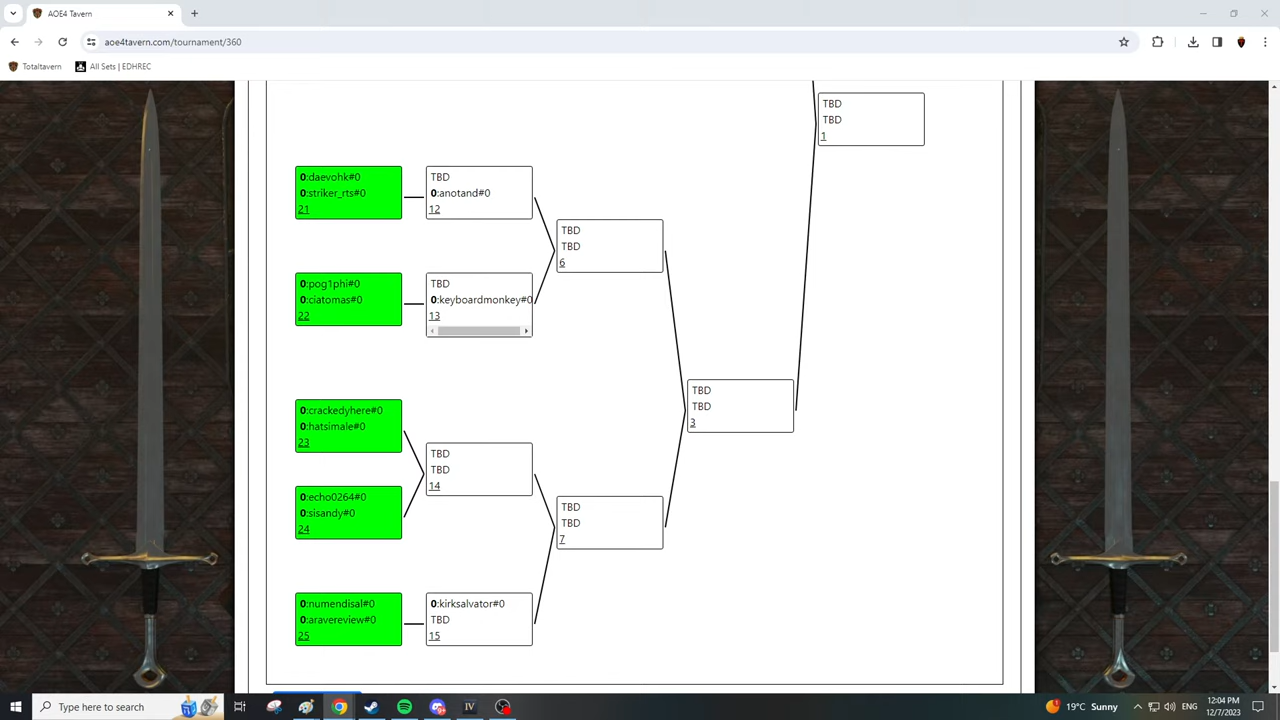 AOE4 Tavern
aoe4tavern.com/tournament/360
Totaltavern
All Sets | EDHREC
TBD
TBD
1
0:daevohk#0
0:striker_rts#0
21
TBD
0:anotand#0
12
TBD
TBD
6
0:pog1phi#0
0:ciatomas#0
22
TBD
0:keyboardmonkey#0
13
TBD
TBD
3
0:crackedyhere#0
0:hatsimale#0
23
TBD
TBD
14
0:echo0264#0
0:sisandy#0
24
TBD
TBD
7
0:numendisal#0
0:aravereview#0
25
0:kirksalvator#0
TBD
15
Type here to search
IV
19°C Sunny
ENG
12:04 PM
12/7/2023